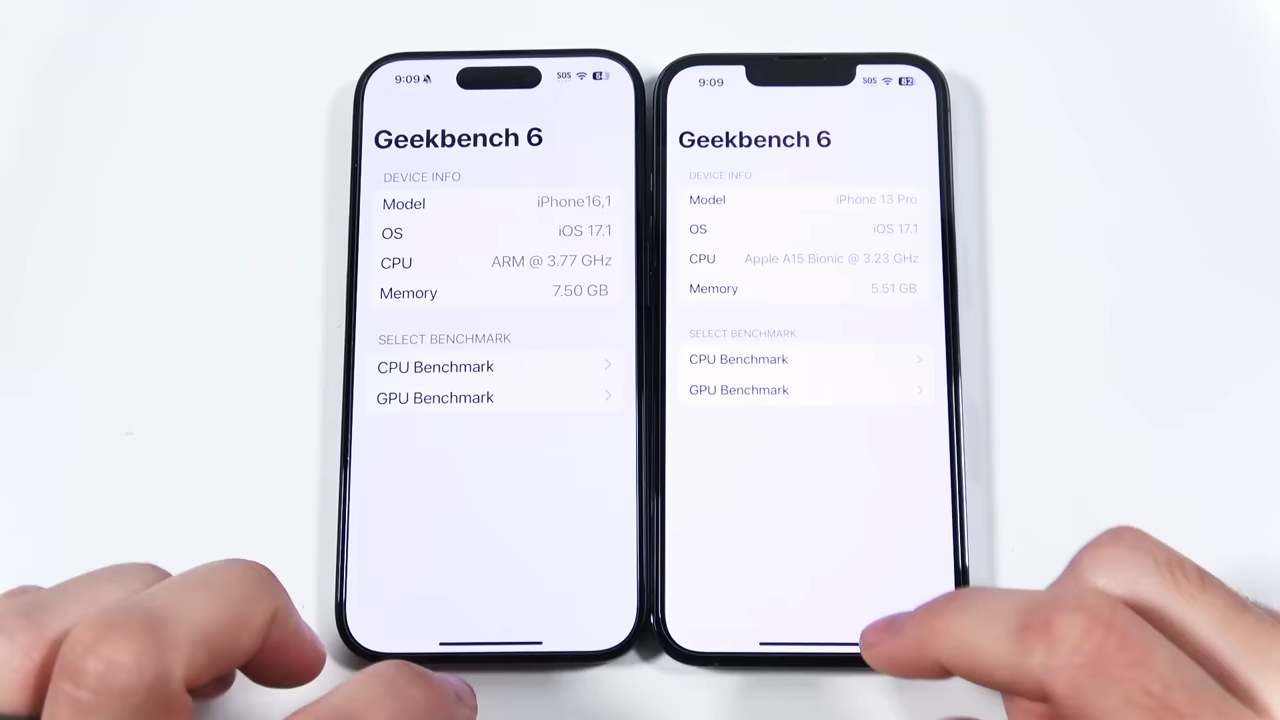 9:09
SOS
Geekbench 6
DEVICE INFO
Model iPhone16,1
OS iOS 17.1
CPU ARM @ 3.77 GHz
Memory 7.50 GB
SELECT BENCHMARK
CPU Benchmark
GPU Benchmark
9:09
SOS 82
Geekbench 6
DEVICE INFO
Model iPhone 13 Pro
OS iOS 17.1
CPU Apple A15 Bionic @ 3.23 GHz
Memory 5.51 GB
SELECT BENCHMARK
CPU Benchmark
GPU Benchmark